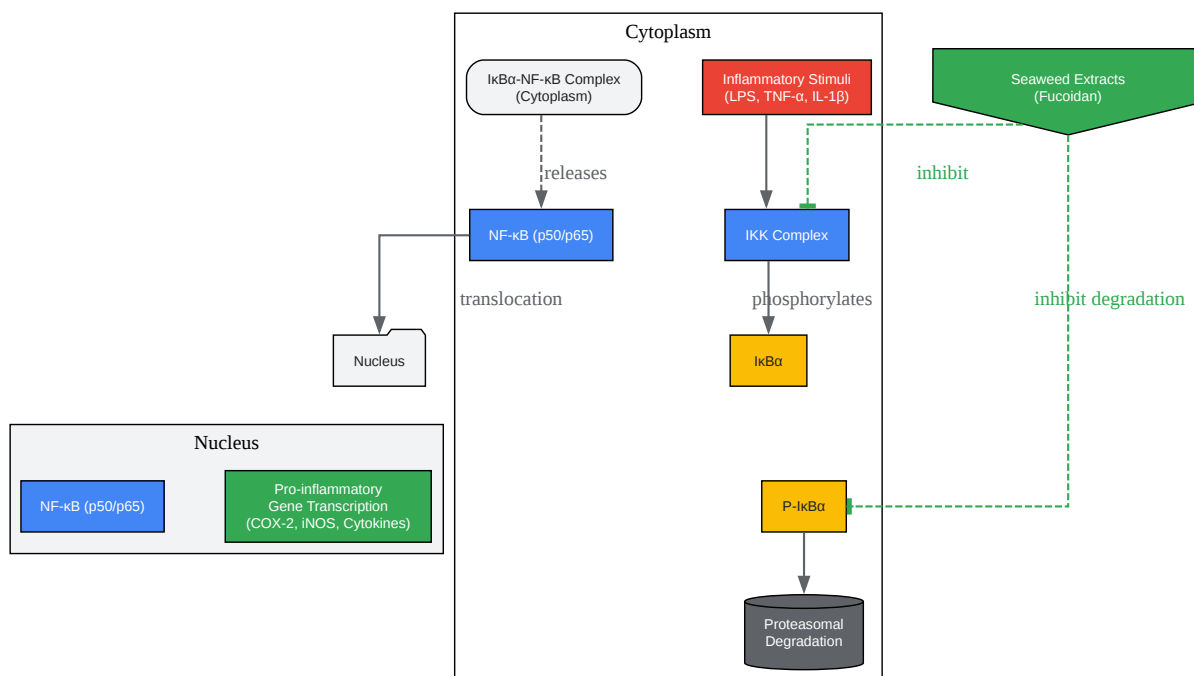 Cytoplasm
IκBα-NF-κB Complex
(Cytoplasm)
Inflammatory Stimuli
(LPS, TNF-α, IL-1β)
Seaweed Extracts
(Fucoidan)
releases
inhibit
NF-κB (p50/p65)
IKK Complex
translocation
phosphorylates
inhibit degradation
Nucleus
IκBα
Nucleus
NF-κB (p50/p65)
Pro-inflammatory
Gene Transcription
(COX-2, iNOS, Cytokines)
P-IκBα
Proteasomal
Degradation